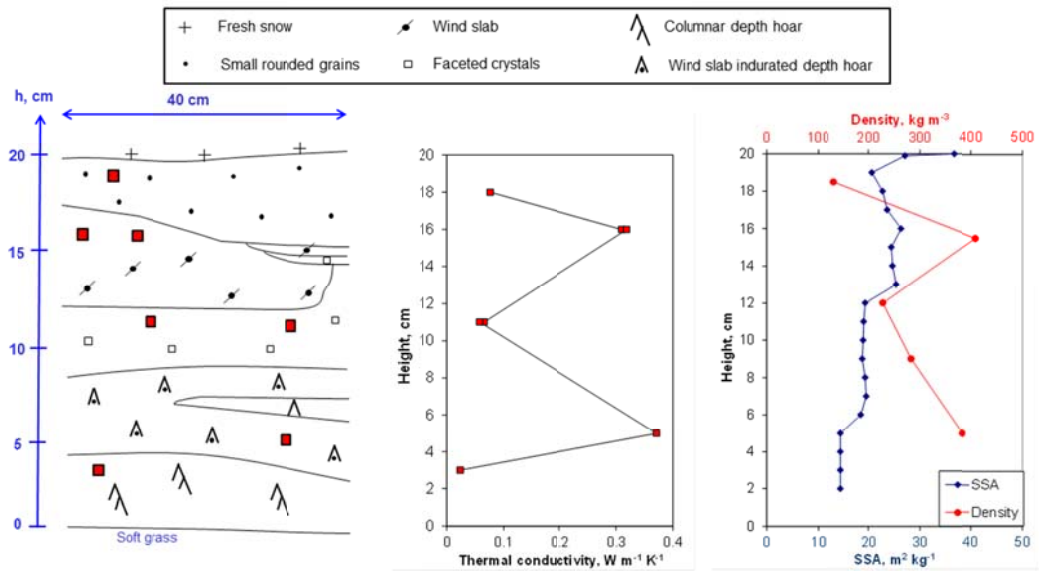 Fresh snow
Wind slab
Columnar depth hoar
Small rounded grains
Faceted crystals
Wind slab indurated depth hoar
h, cm
40 cm
20
15
10
5
0
Soft grass
20
18
16
14
12
10
8
6
4
2
0
Height, cm
0 0.1 0.2 0.3 0.4
Thermal conductivity, W m⁻¹ K⁻¹
Density, kg m⁻³
0 100 200 300 400 500
20
18
16
14
12
10
8
6
4
2
0
Height, cm
SSA
Density
0 10 20 30 40 50
SSA, m² kg⁻¹